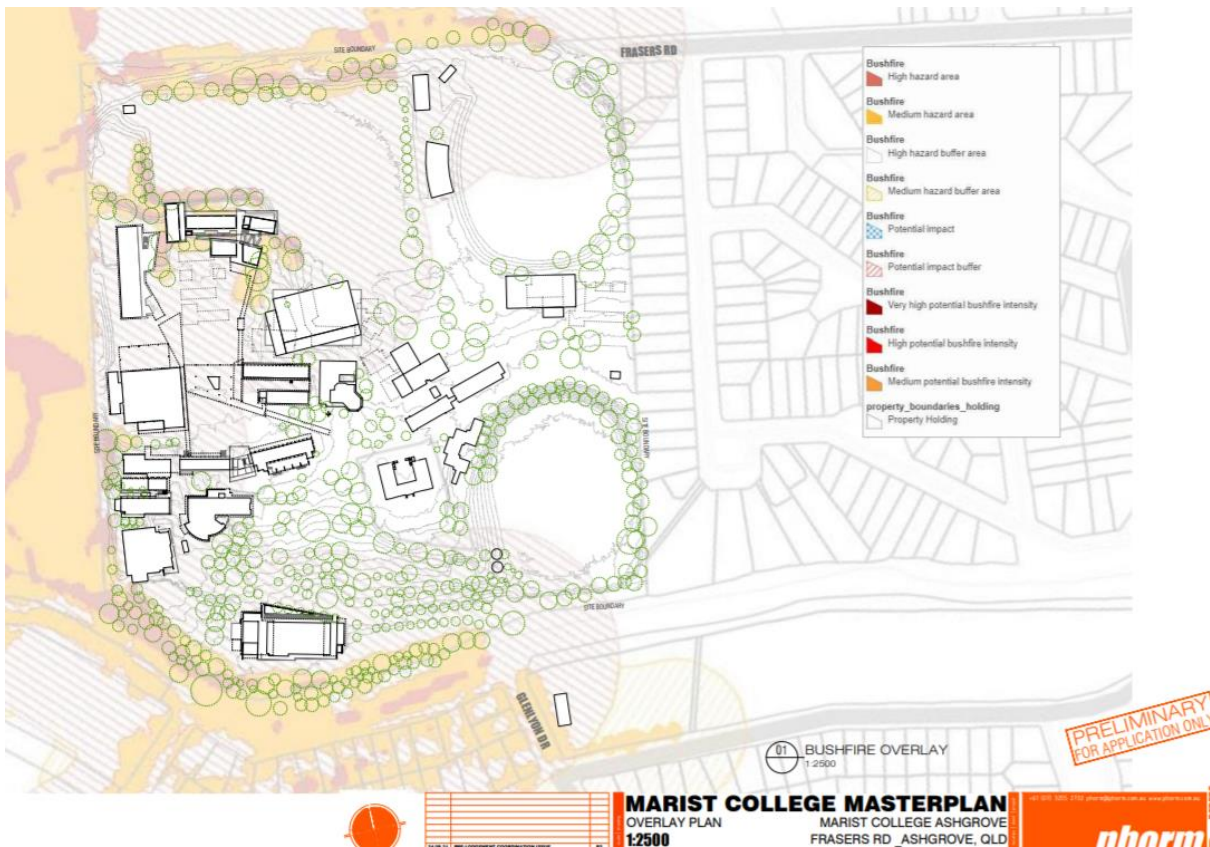 SITE BOUNDARY
FRASERS RD
Bushfire
High hazard area
Bushfire
Medium hazard area
Bushfire
High hazard buffer area
Bushfire
Medium hazard buffer area
Bushfire
Potential impact
Bushfire
Potential impact buffer
Bushfire
Very high potential bushfire intensity
Bushfire
High potential bushfire intensity
Bushfire
Medium potential bushfire intensity
property_boundaries_holding
Property Holding
SITE BOUNDARY
SITE BOUNDARY
SITE BOUNDARY
GLENLYON DR
01 BUSHFIRE OVERLAY
1:2500
PRELIMINARY
FOR APPLICATION ONLY
MARIST COLLEGE MASTERPLAN
OVERLAY PLAN
MARIST COLLEGE ASHGROVE
1:2500
FRASERS RD_ASHGROVE, QLD
phorm